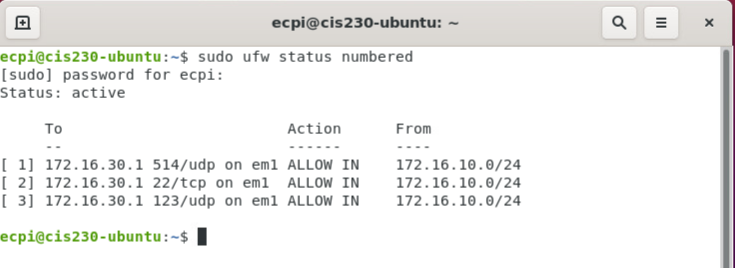 ecpi@cis230-ubuntu: ~
ecpi@cis230-ubuntu:~$ sudo ufw status numbered
[sudo] password for ecpi:
Status: active
     To                         Action      From
     --                         ------      ----
[ 1] 172.16.30.1 514/udp on em1 ALLOW IN    172.16.10.0/24
[ 2] 172.16.30.1 22/tcp on em1  ALLOW IN    172.16.10.0/24
[ 3] 172.16.30.1 123/udp on em1 ALLOW IN    172.16.10.0/24
ecpi@cis230-ubuntu:~$